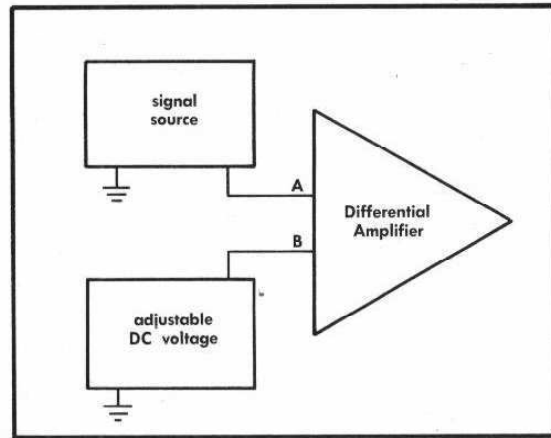 signal
source
A
Differential
Amplifier
B
adjustable
DC voltage